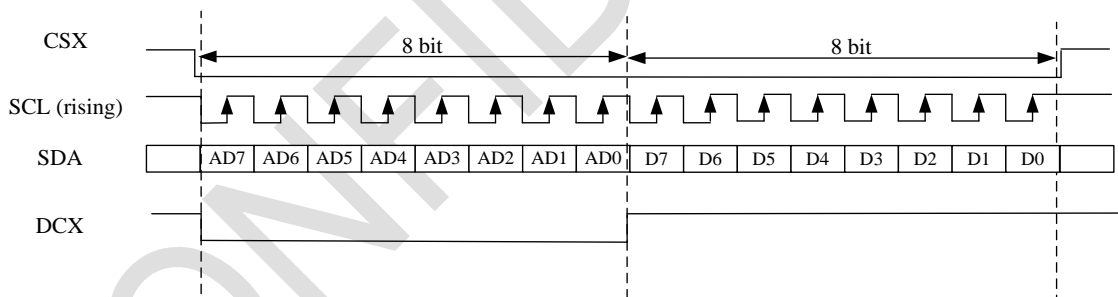 CSX
8 bit 8 bit
SCL (rising)
SDA AD7 AD6 AD5 AD4 AD3 AD2 AD1 AD0 D7 D6 D5 D4 D3 D2 D1 D0
DCX
ONFID